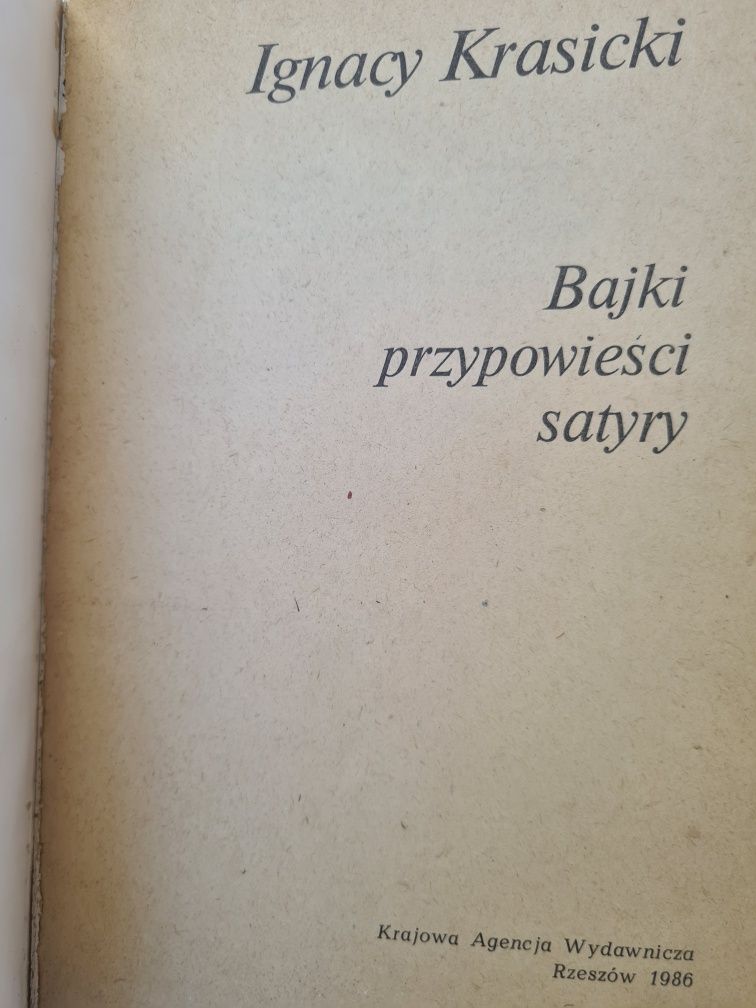 Ignacy Krasicki
Bajki
przypowieści
satyry
Krajowa Agencja Wydawnicza
Rzeszów 1986